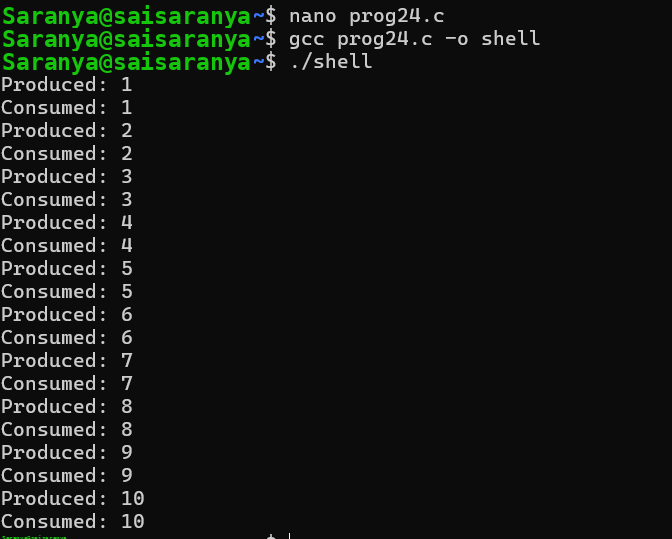 Saranya@saisaranya~$ nano prog24.c
Saranya@saisaranya~$ gcc prog24.c -o shell
Saranya@saisaranya~$ ./shell
Produced: 1
Consumed: 1
Produced: 2
Consumed: 2
Produced: 3
Consumed: 3
Produced: 4
Consumed: 4
Produced: 5
Consumed: 5
Produced: 6
Consumed: 6
Produced: 7
Consumed: 7
Produced: 8
Consumed: 8
Produced: 9
Consumed: 9
Produced: 10
Consumed: 10
Saranya@saisaranya $